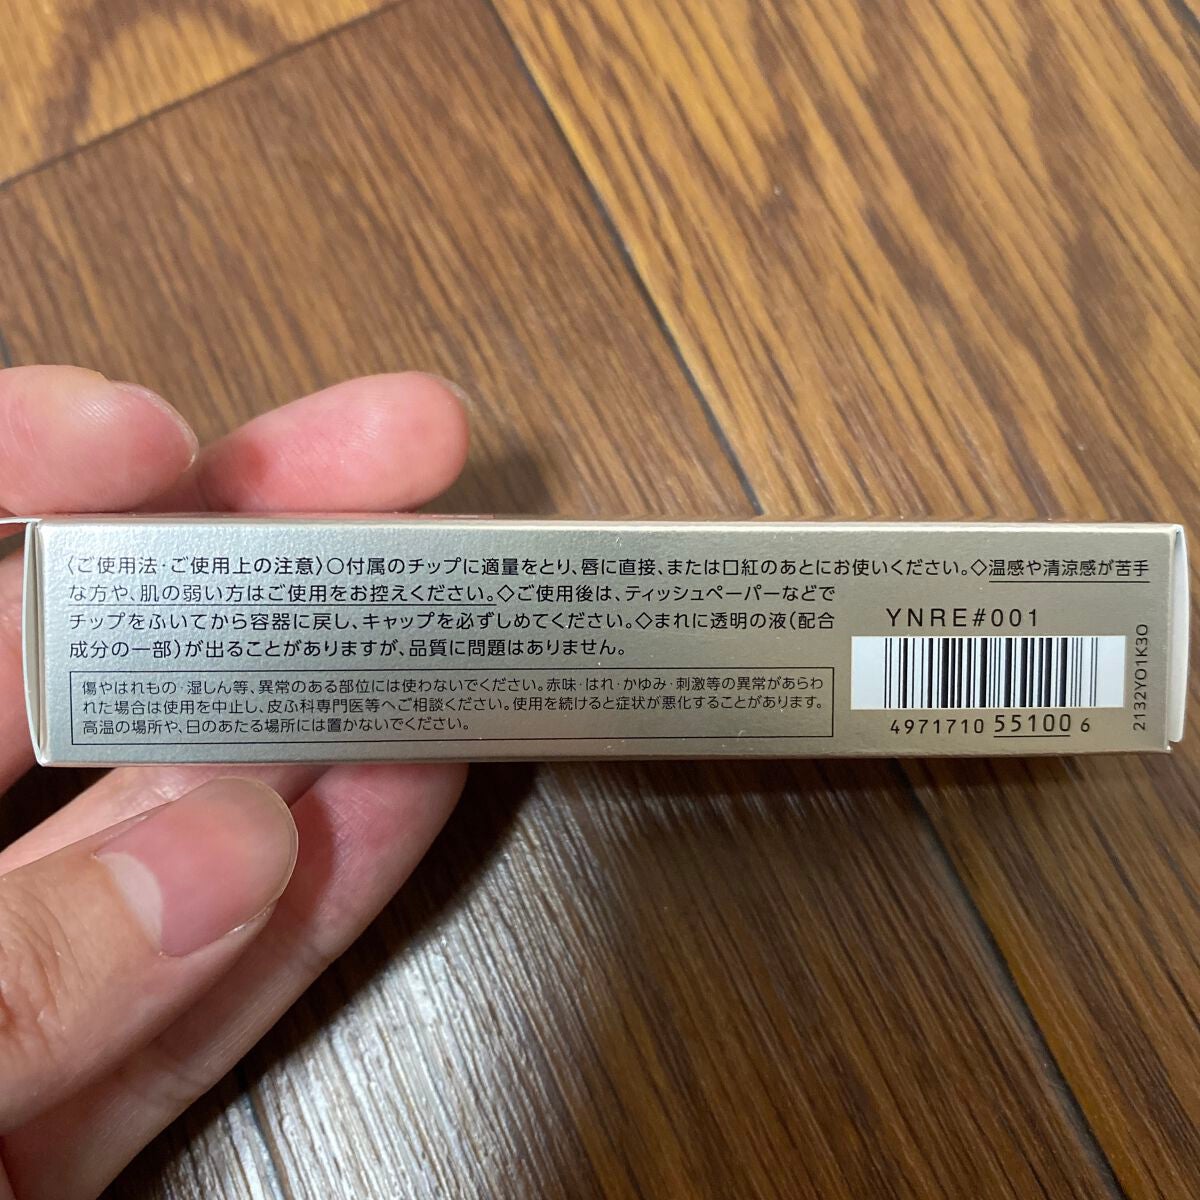 〈ご使用法・ご使用上の注意〉○付属のチップに適量をとり、唇に直接、または口紅のあとにお使いください。◇温感や清涼感が苦手
な方や、肌の弱い方はご使用をお控えください。◇ご使用後は、ティッシュペーパーなどで
チップをふいてから容器に戻し、キャップを必ずしめてください。◇まれに透明の液（配合
成分の一部）が出ることがありますが、品質に問題はありません。
傷やはれもの・湿しん等、異常のある部位には使わないでください。赤味・はれ・かゆみ・刺激等の異常があらわ
れた場合は使用を中止し、皮ふ科専門医等へご相談ください。使用を続けると症状が悪化することがあります。
高温の場所や、日のあたる場所には置かないでください。
YNRE#001
4971710 55100 6
2132YO1K3O